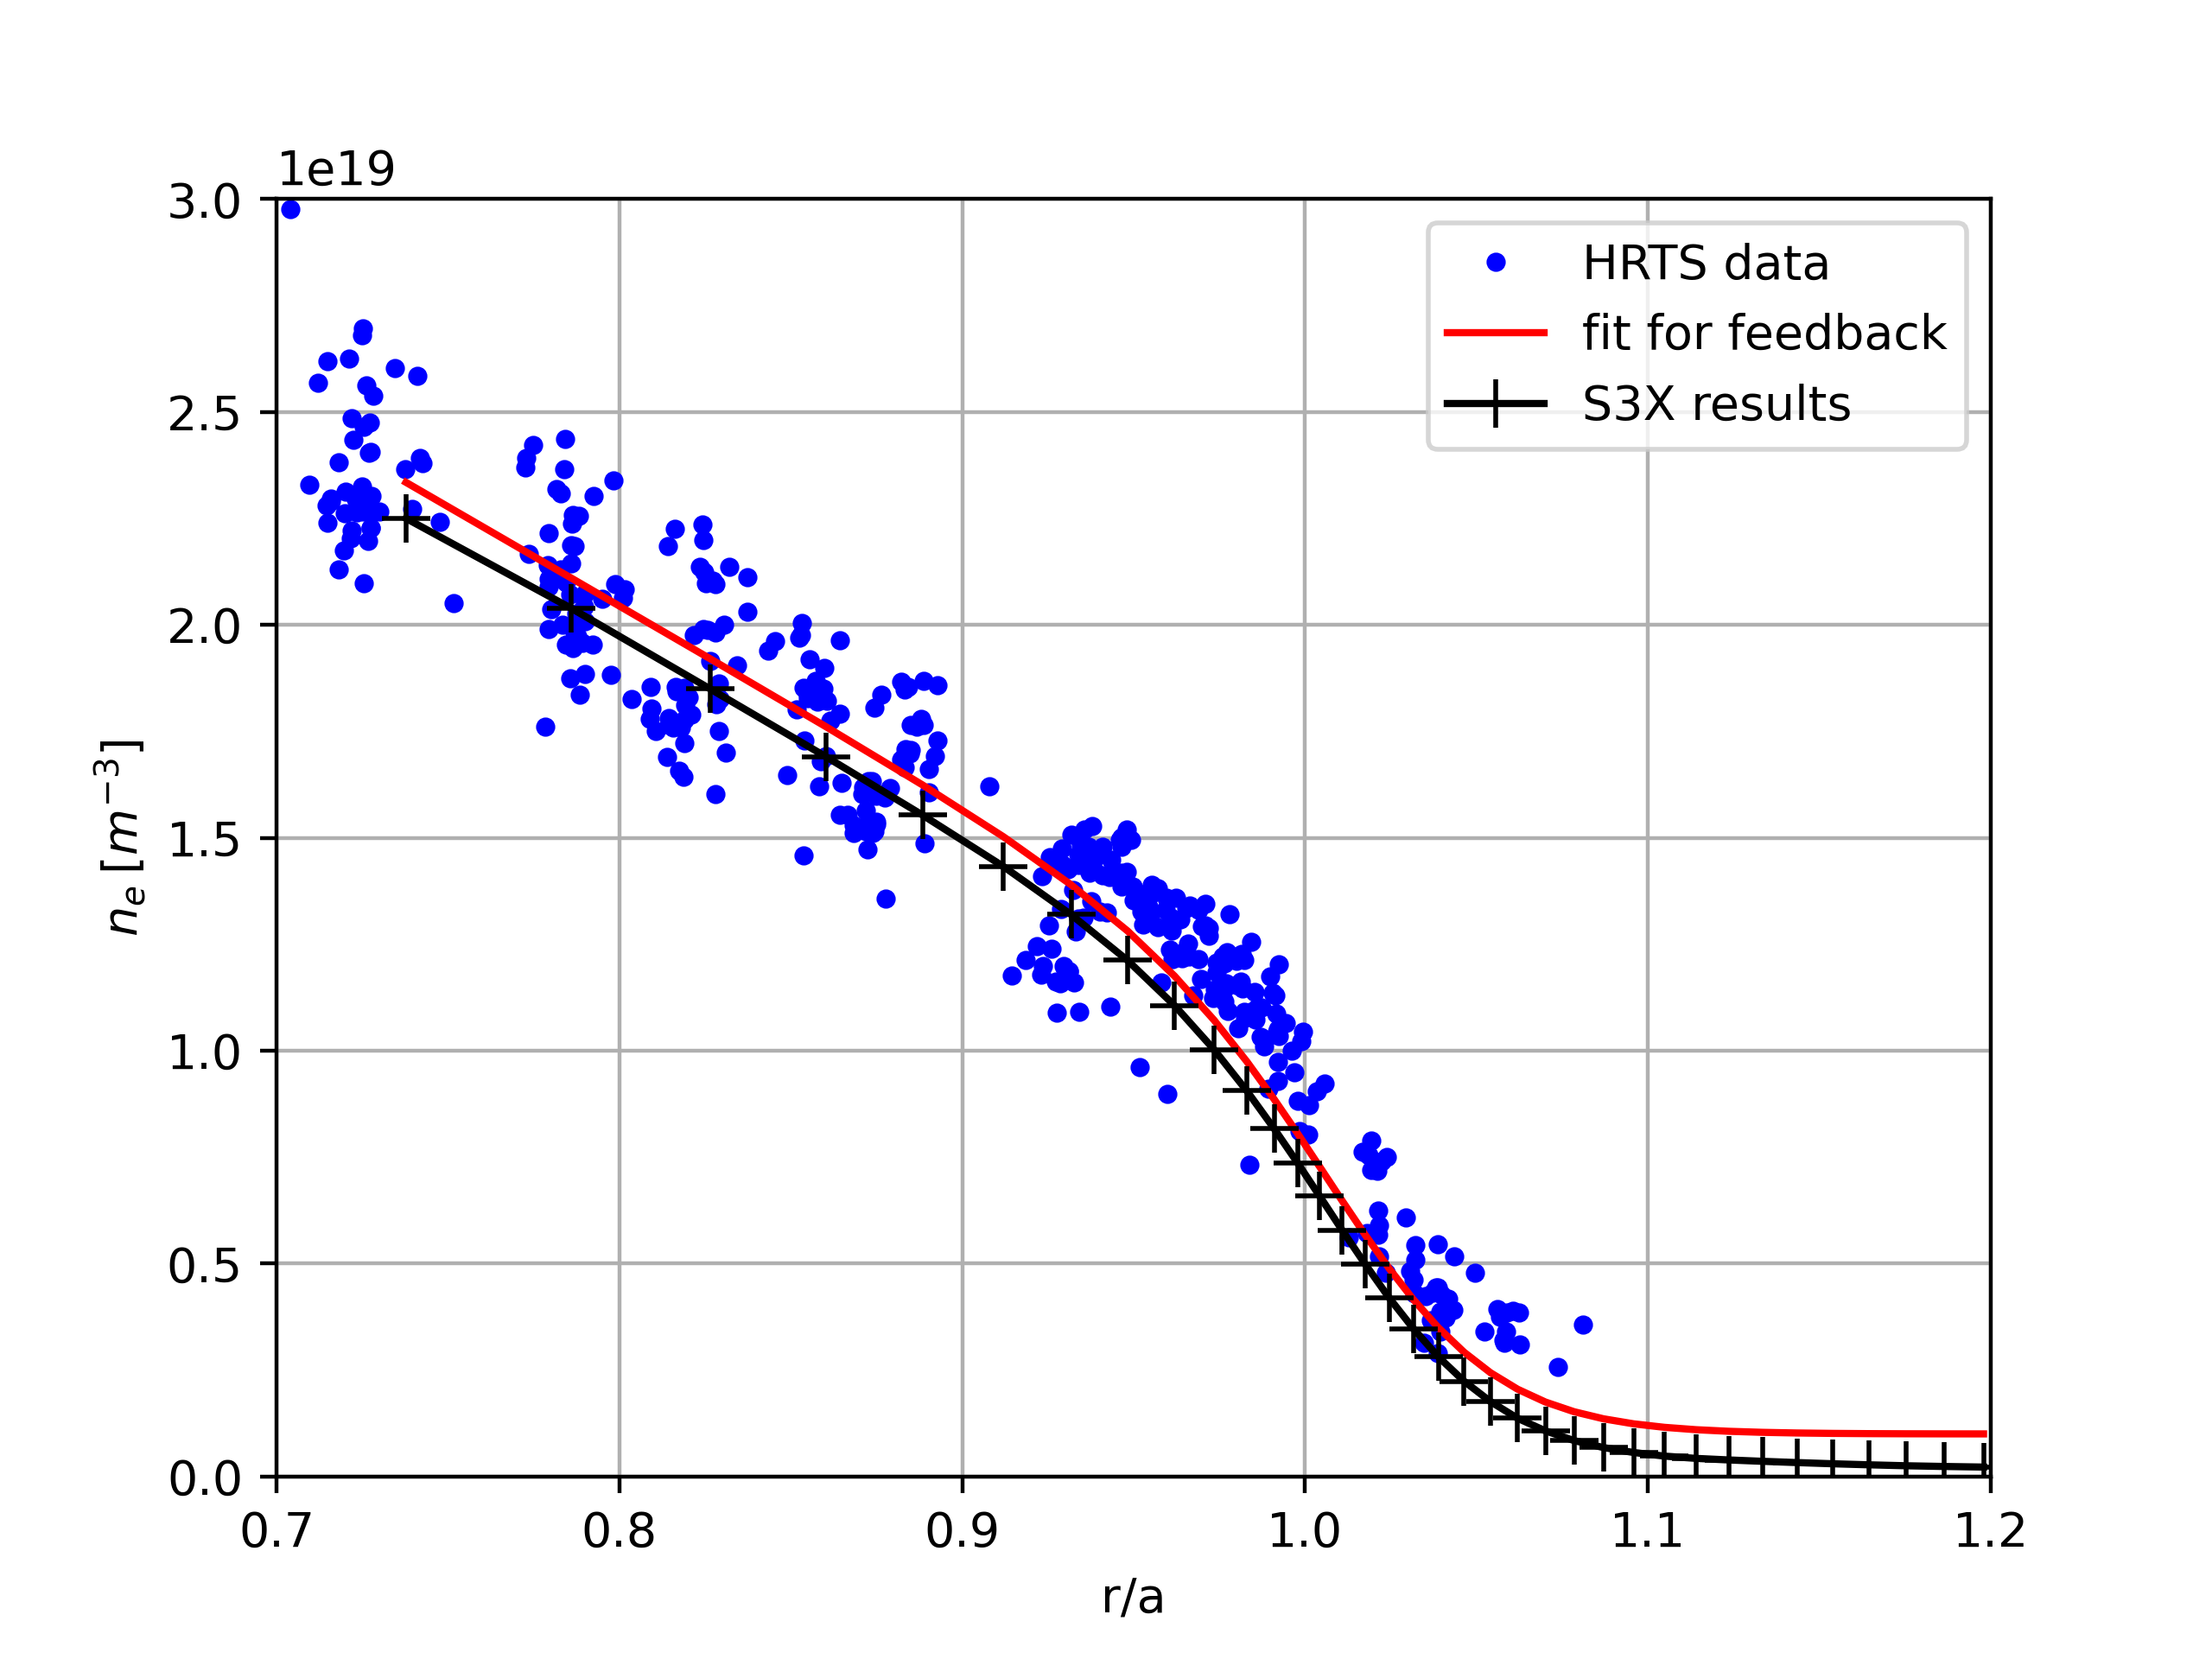 1e19
3.0
2.5
2.0
1.5
1.0
0.5
0.0
n_e [m^{-3}]
HRTS data
fit for feedback
S3X results
0.7 0.8 0.9 1.0 1.1 1.2
r/a